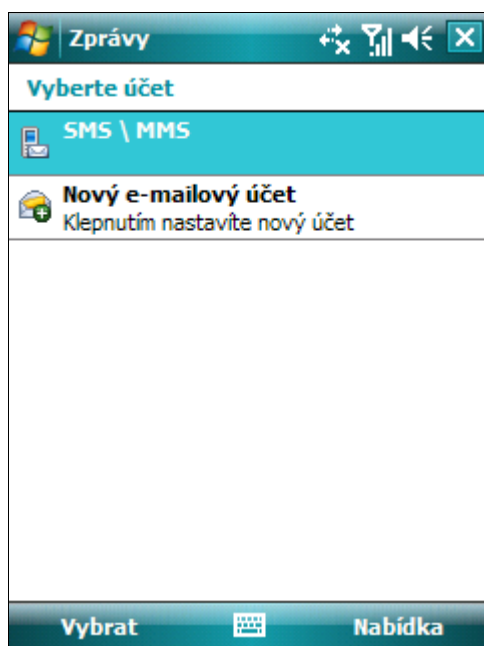 Zprávy
Vyberte účet
SMS \ MMS
Nový e-mailový účet
Klepnutím nastavíte nový účet
Vybrat
Nabídka